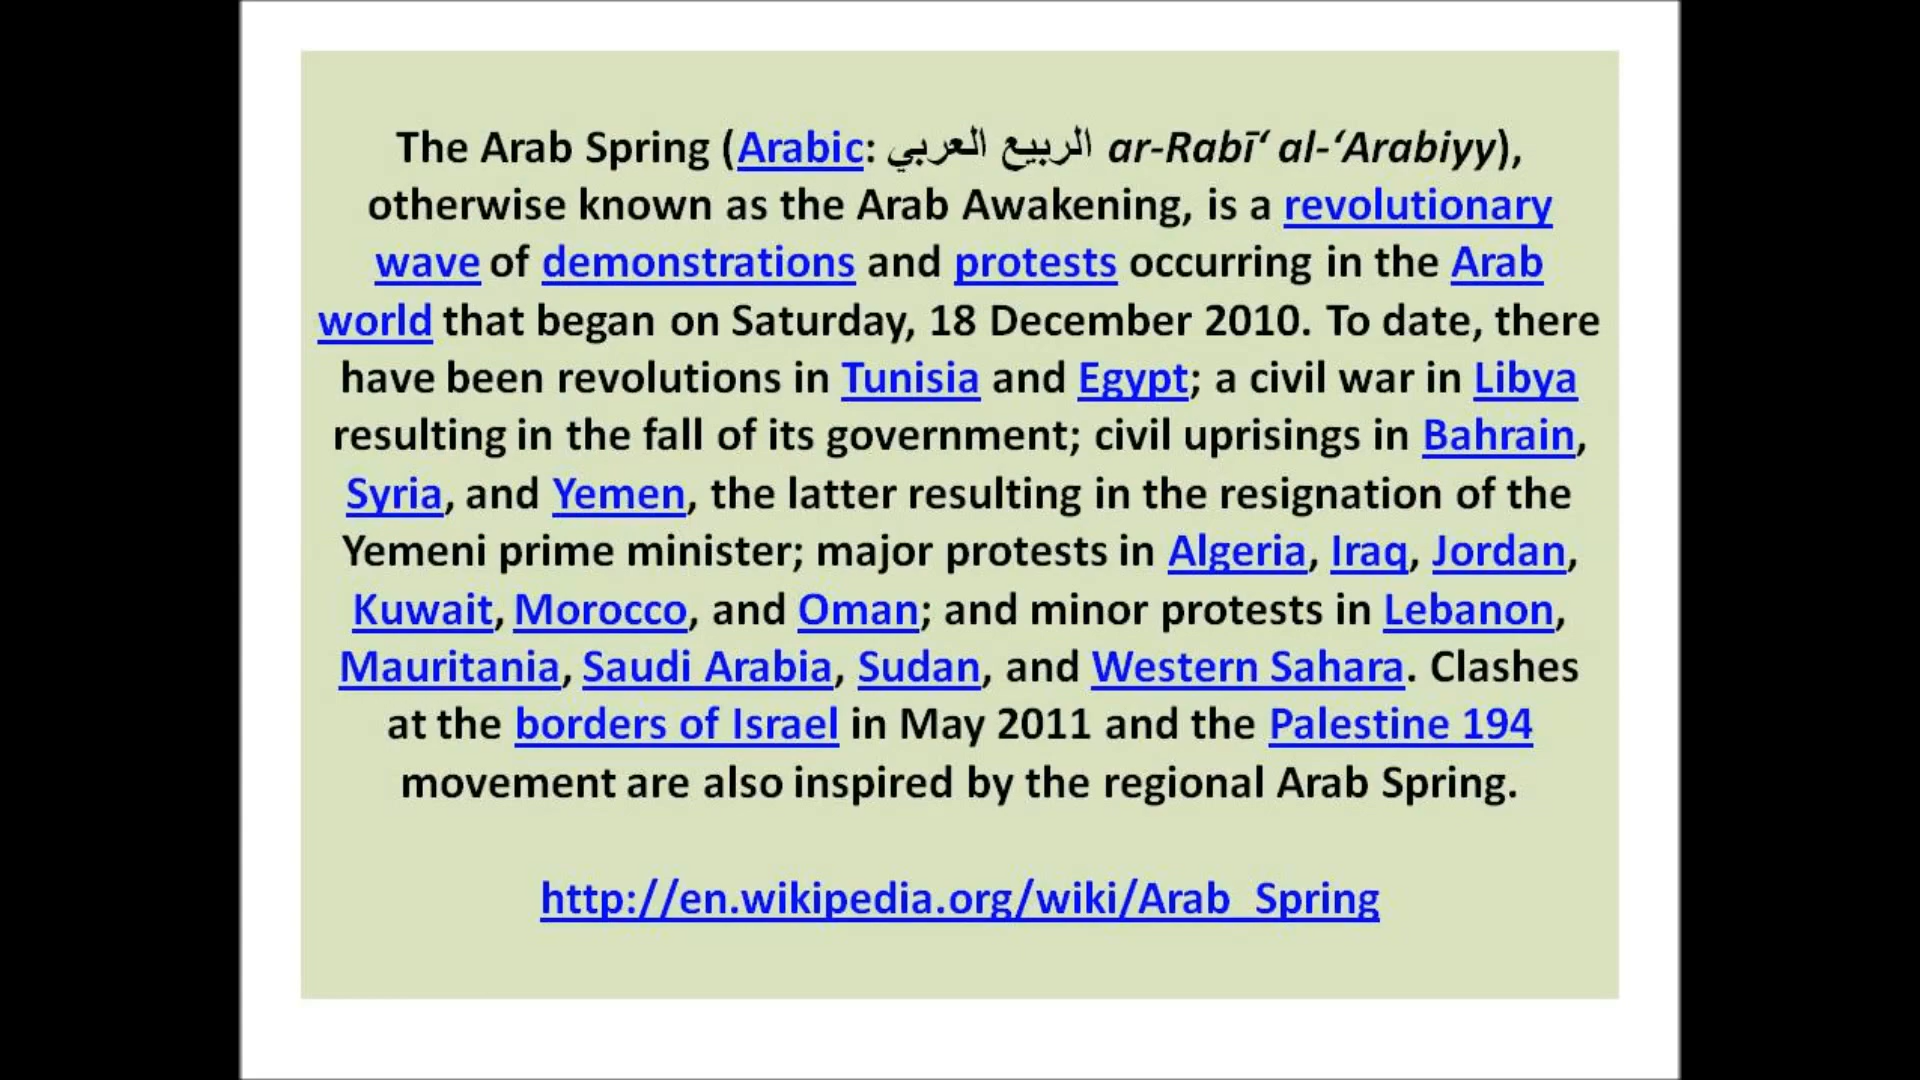 The Arab Spring (Arabic: الربيع العربي ar-Rabī‘ al-‘Arabiyy),
otherwise known as the Arab Awakening, is a revolutionary
wave of demonstrations and protests occurring in the Arab
world that began on Saturday, 18 December 2010. To date, there
have been revolutions in Tunisia and Egypt; a civil war in Libya
resulting in the fall of its government; civil uprisings in Bahrain,
Syria, and Yemen, the latter resulting in the resignation of the
Yemeni prime minister; major protests in Algeria, Iraq, Jordan,
Kuwait, Morocco, and Oman; and minor protests in Lebanon,
Mauritania, Saudi Arabia, Sudan, and Western Sahara. Clashes
at the borders of Israel in May 2011 and the Palestine 194
movement are also inspired by the regional Arab Spring.
http://en.wikipedia.org/wiki/Arab_Spring